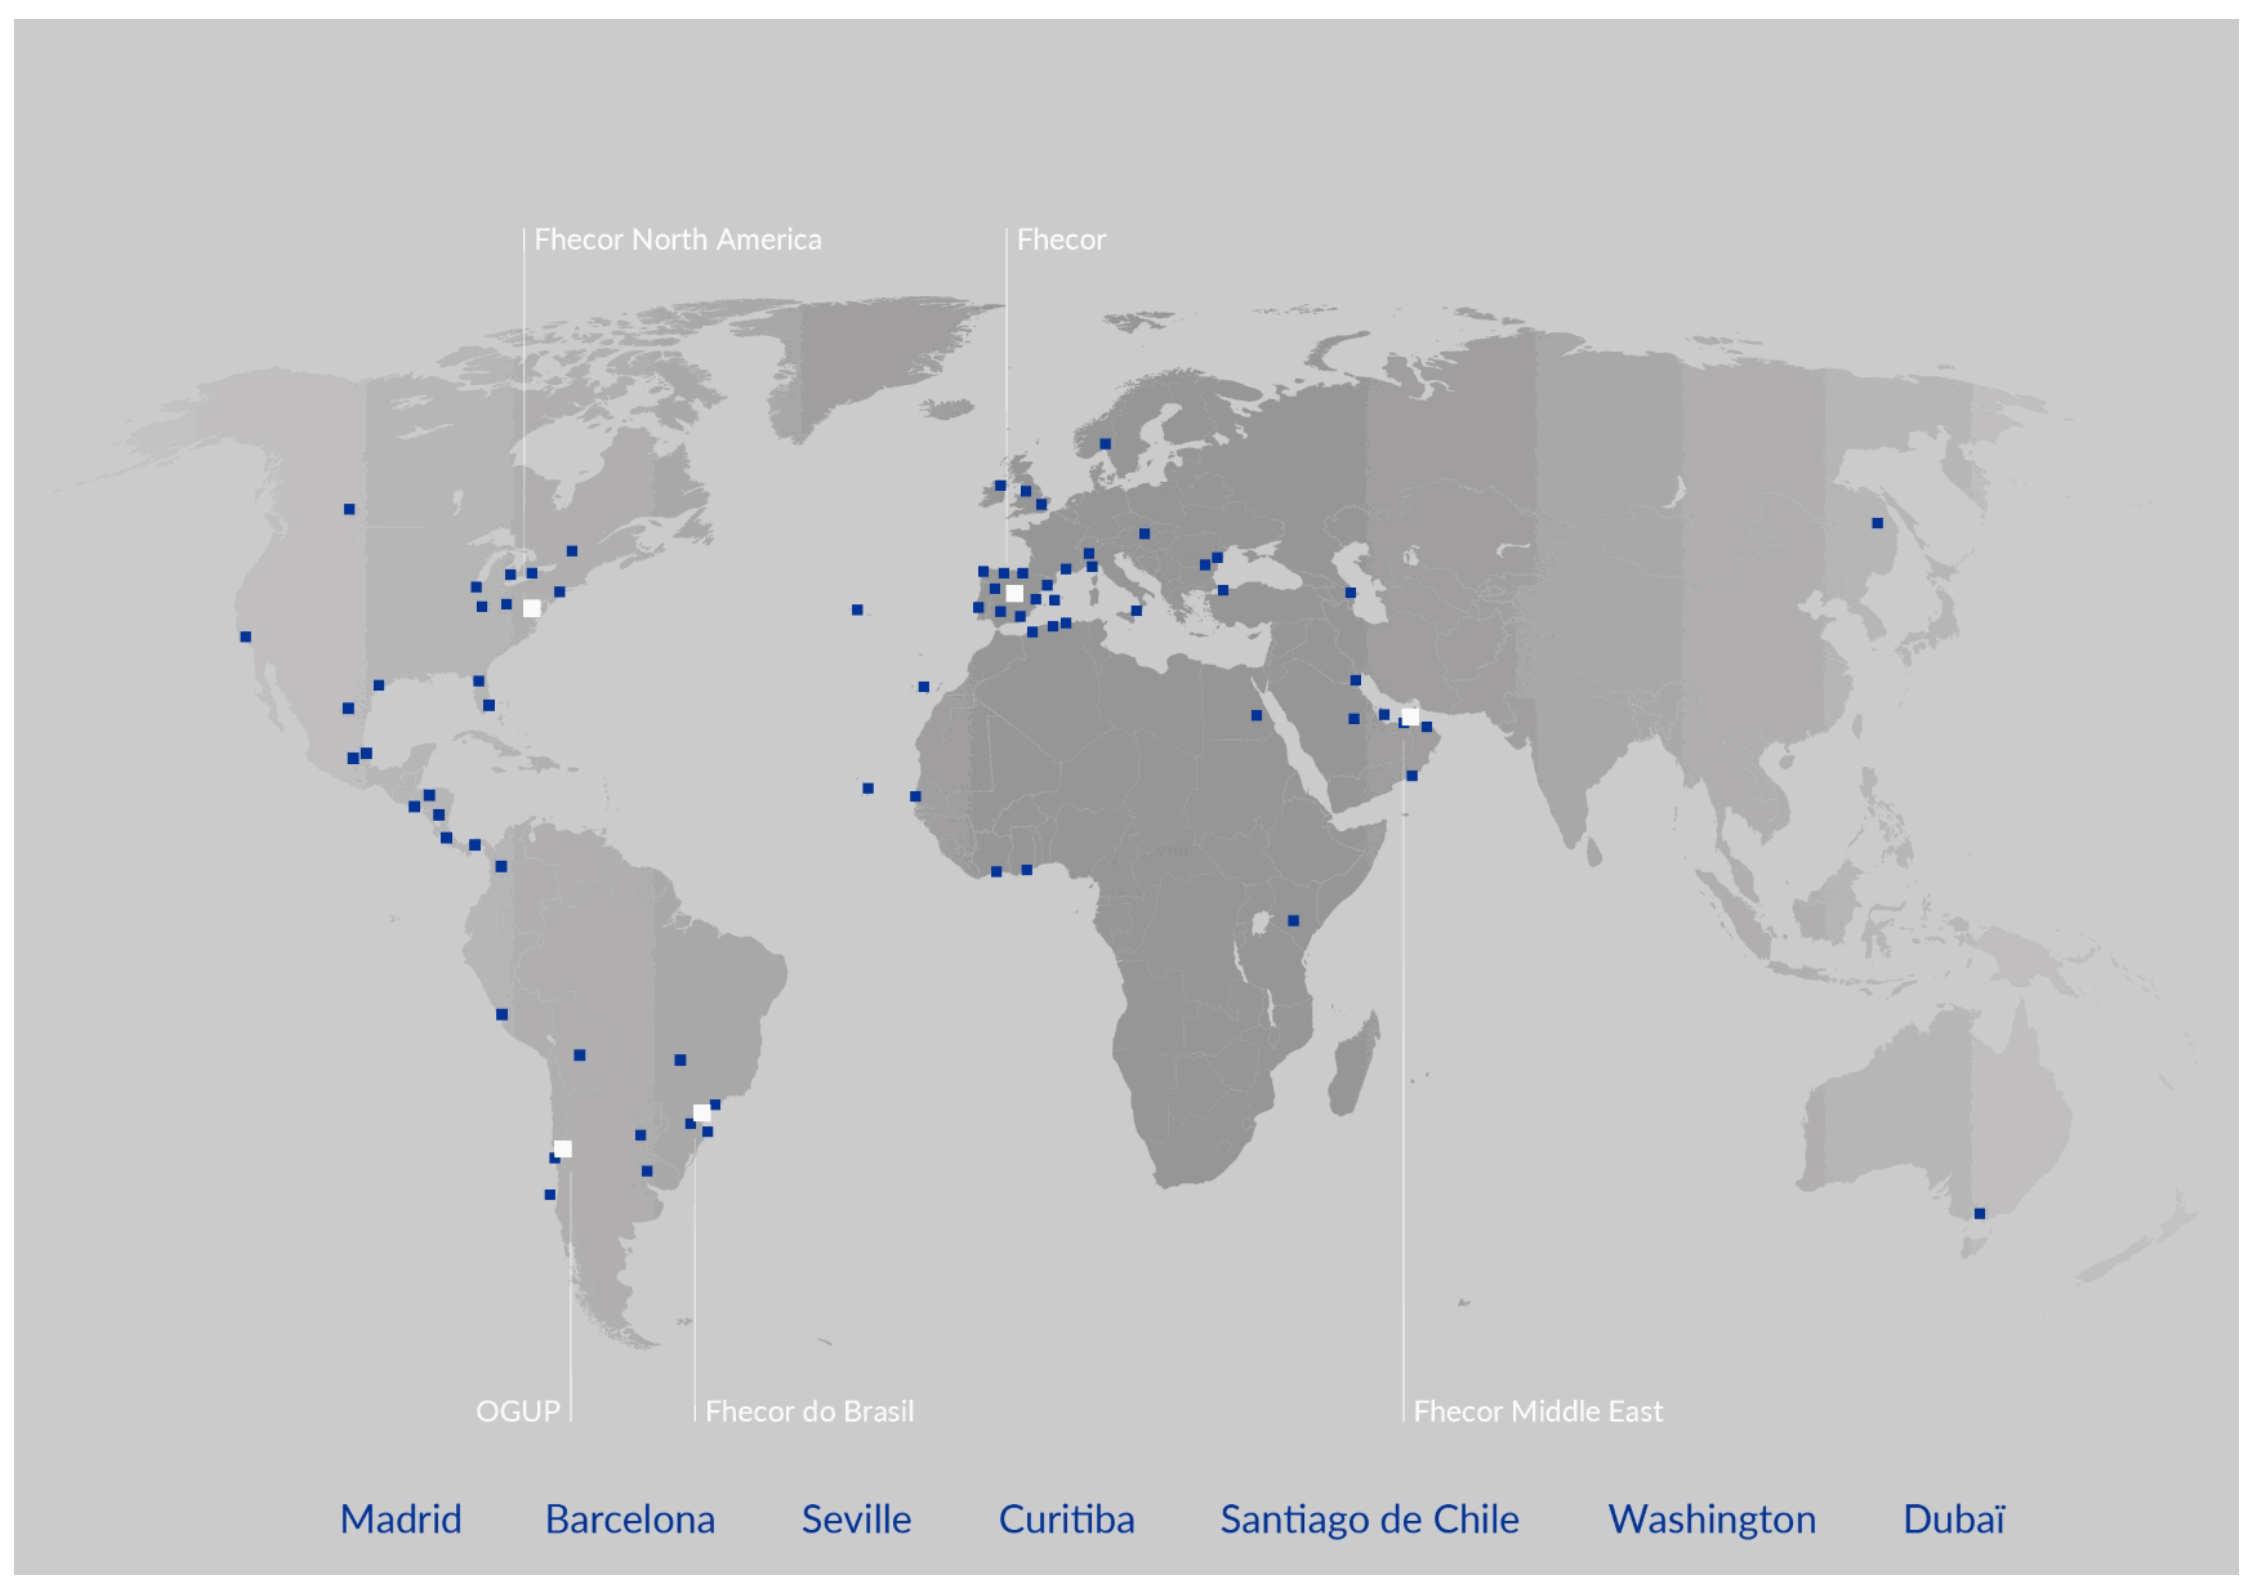 Fhecor North America
Fhecor
OGUP
Fhecor do Brasil
Fhecor Middle East
Madrid Barcelona Seville Curitiba Santiago de Chile Washington Dubaï